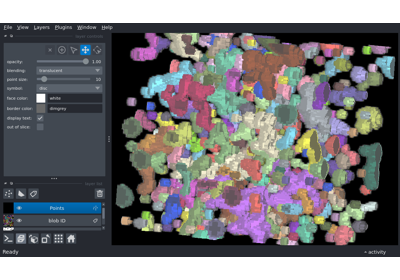 File View Layers Plugins Window Help
opacity: 1.00
blending: translucent
point size: 10
symbol: disc
face color: white
border color: dimgrey
display text:
out of slice:
Points
blob ID
Ready
activity